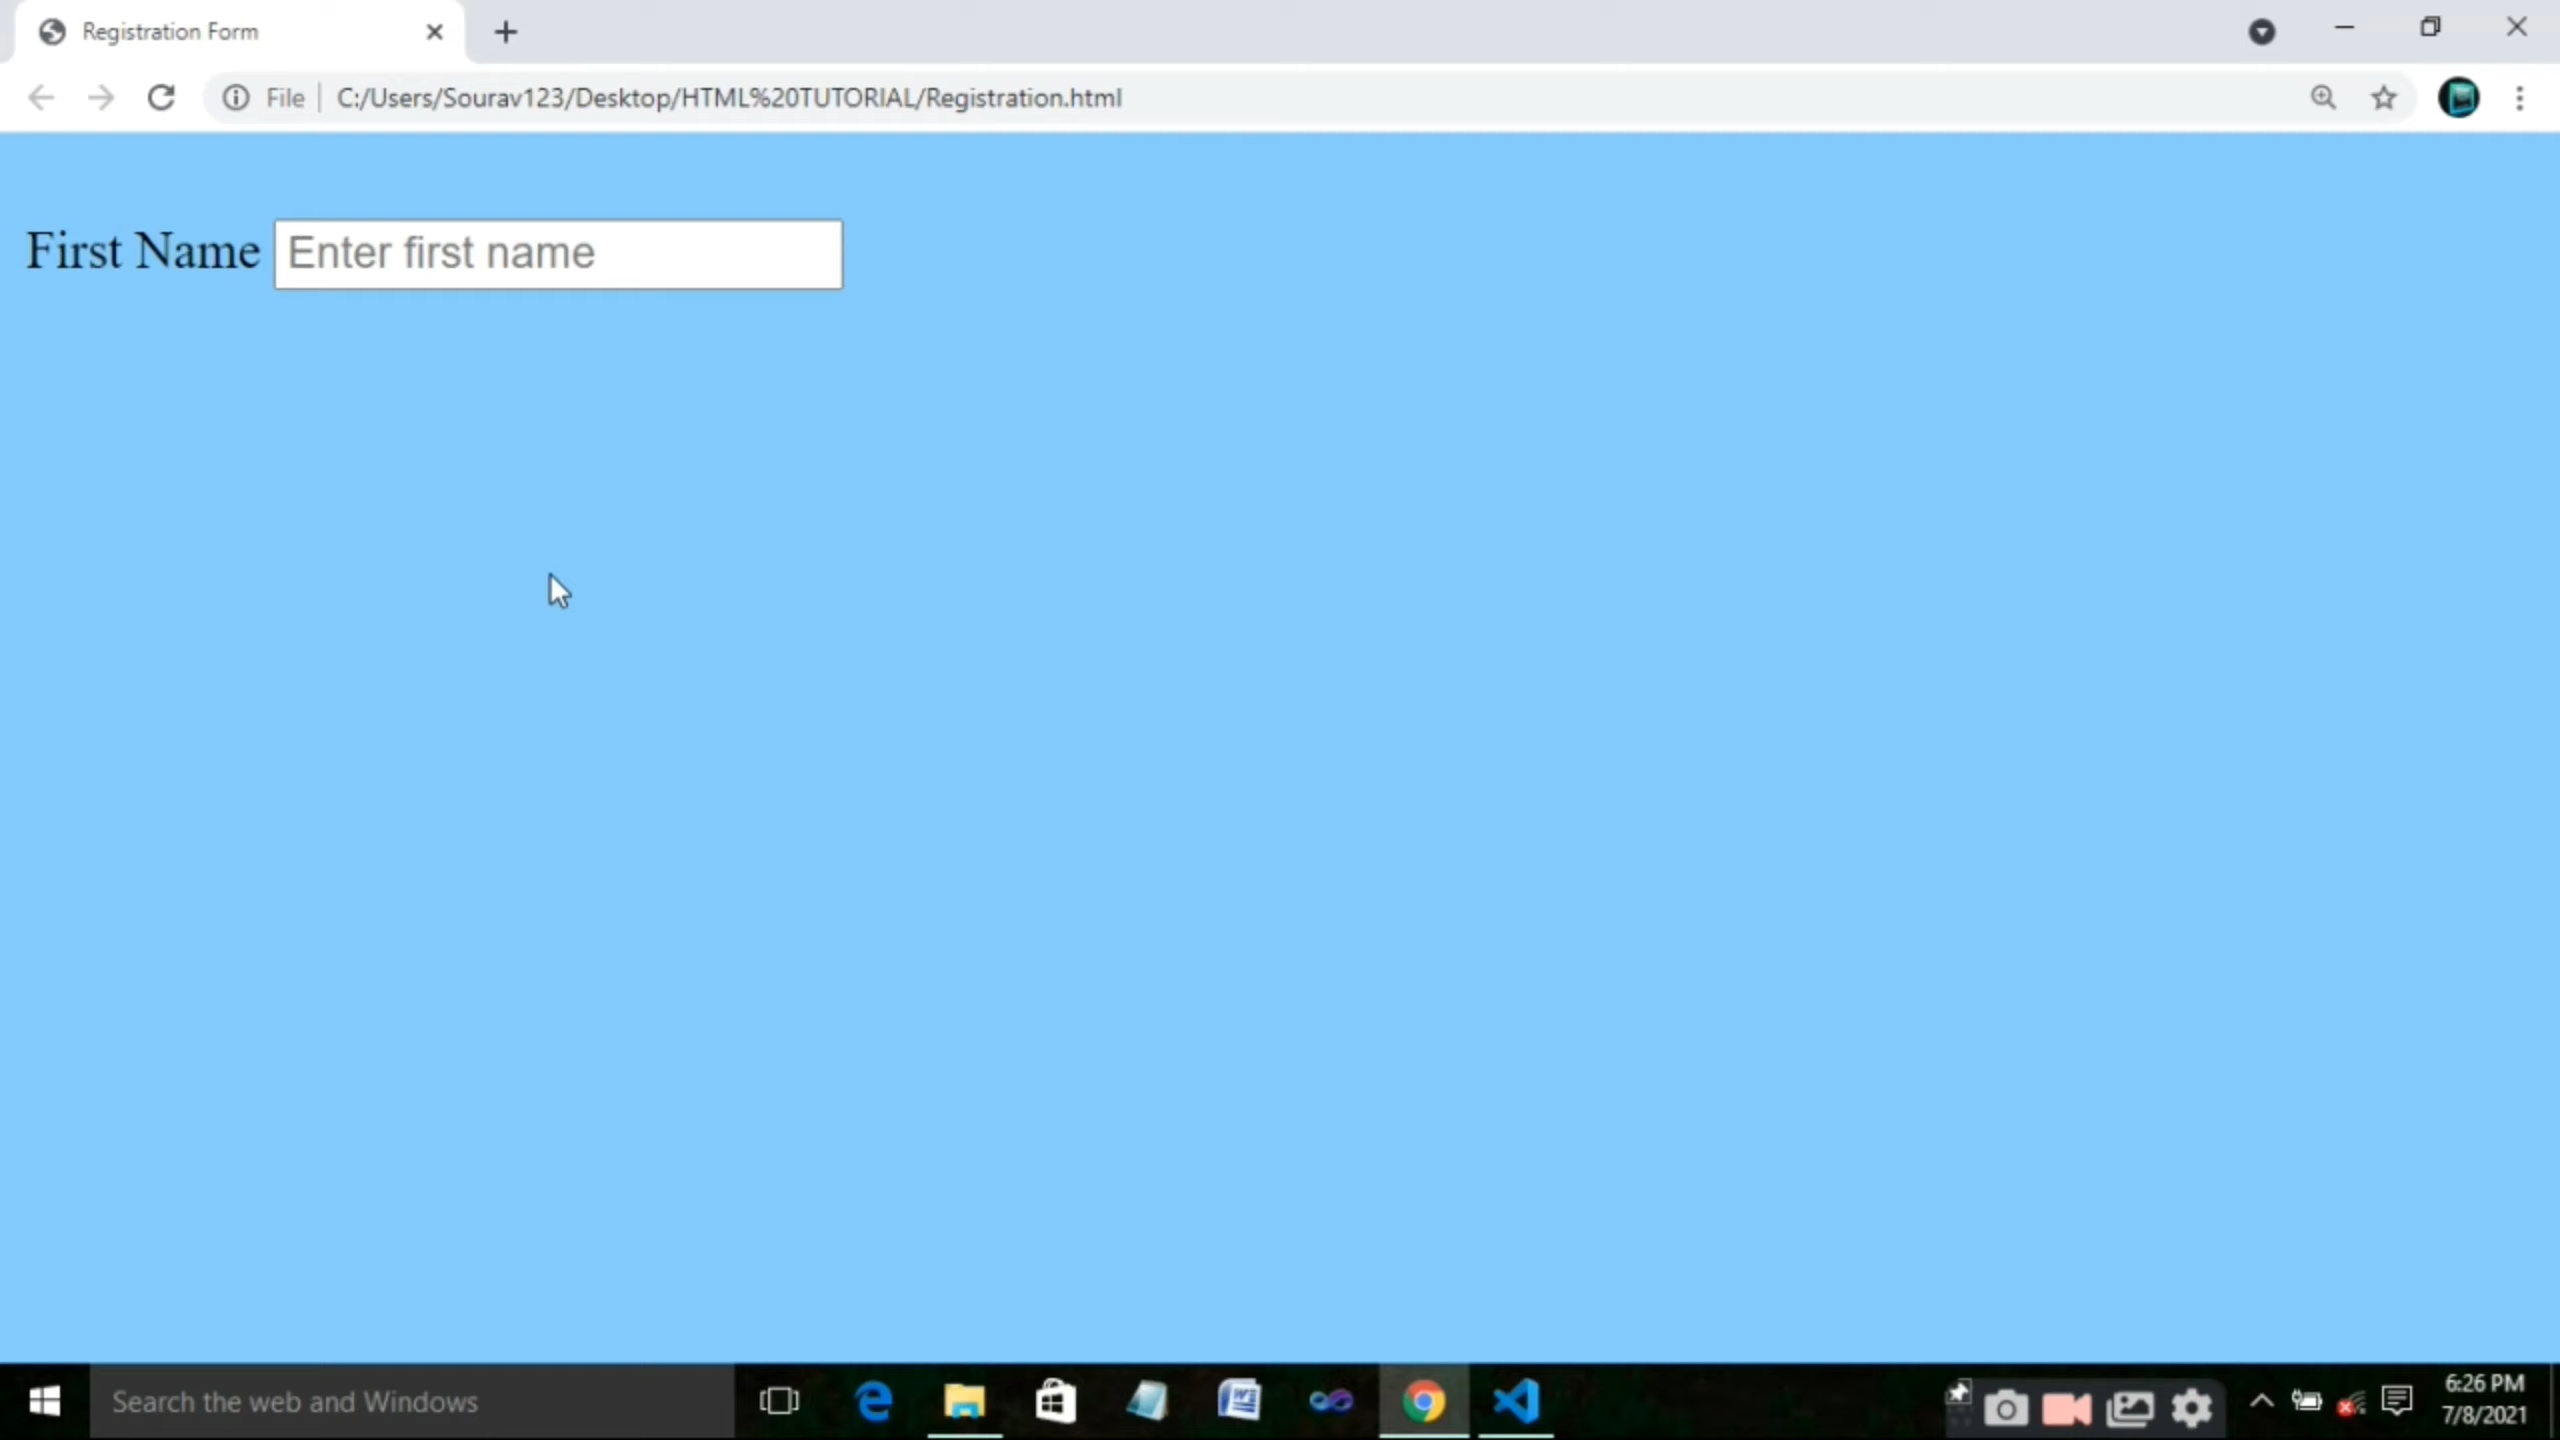 Registration Form
File
C:/Users/Sourav123/Desktop/HTML%20TUTORIAL/Registration.html
First Name
Enter first name
Search the web and Windows
6:26 PM
7/8/2021